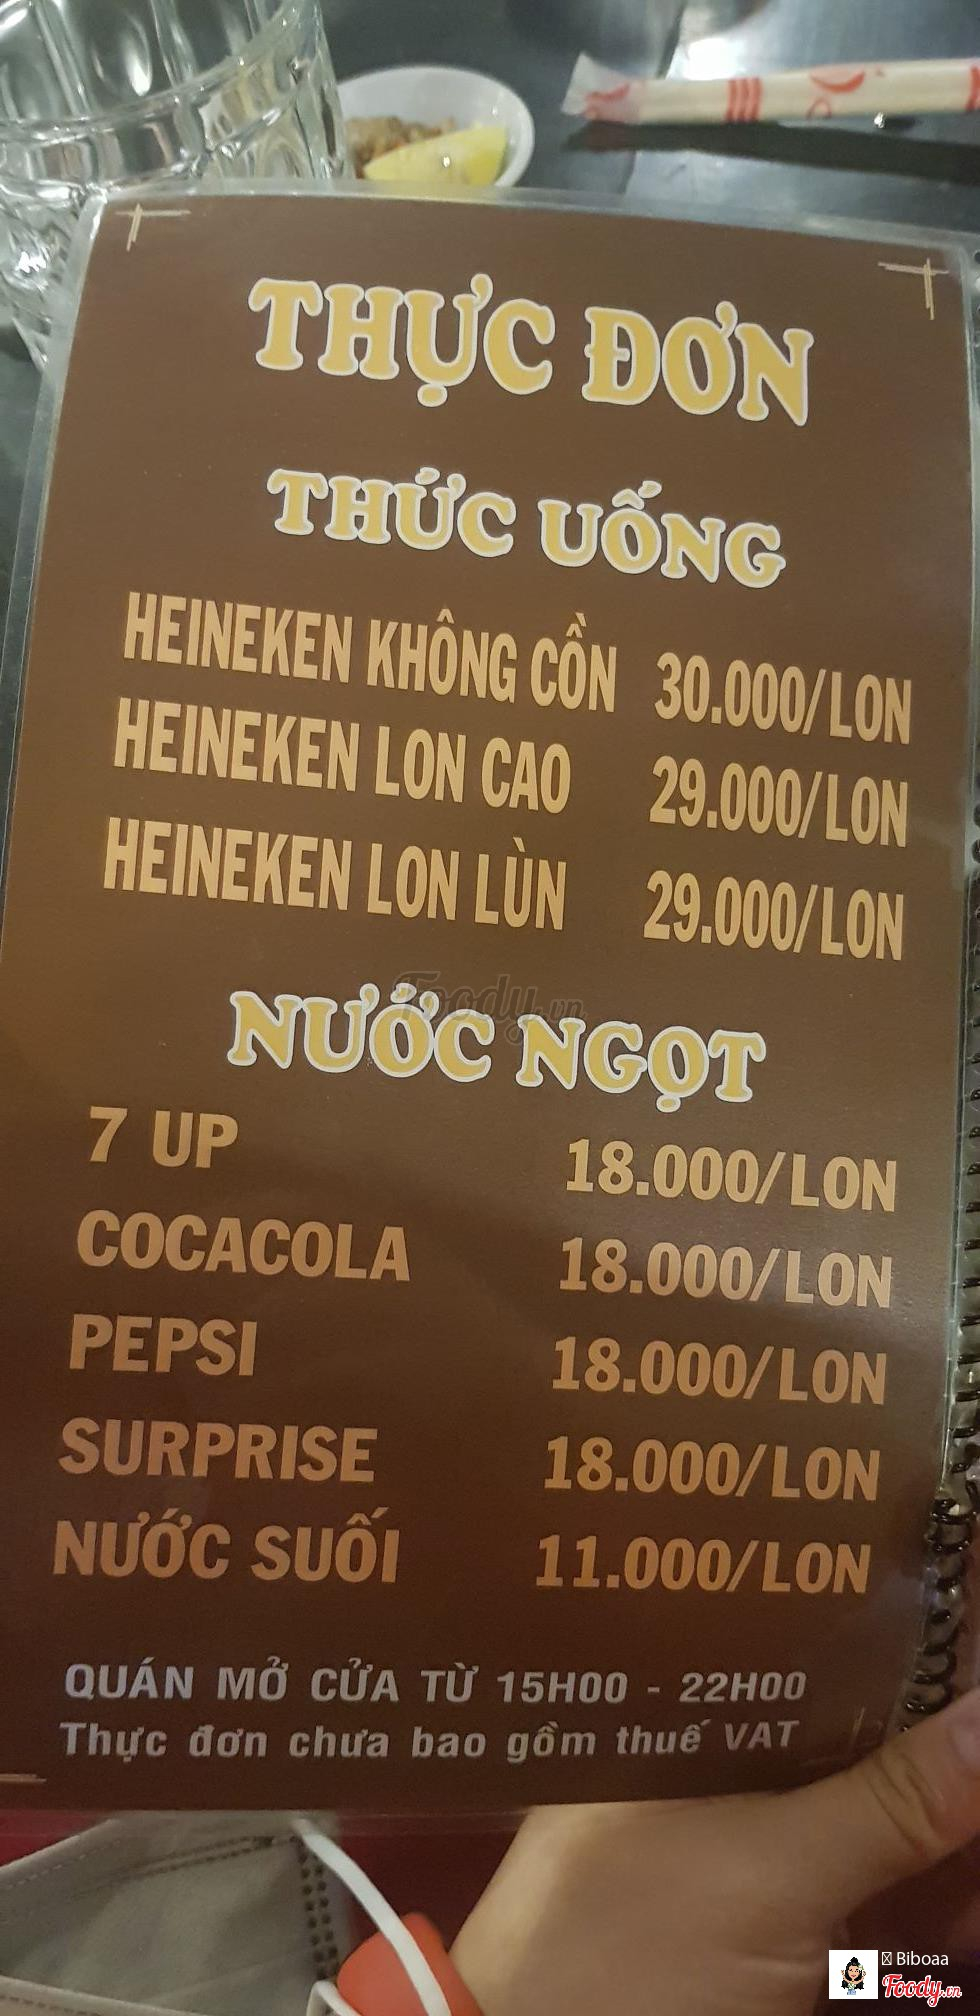 THỰC ĐƠN
THỨC UỐNG
HEINEKEN KHÔNG CỒN 30.000/LON
HEINEKEN LON CAO 29.000/LON
HEINEKEN LON LÙN 29.000/LON
Foody.vn
NƯỚC NGỌT
7 UP 18.000/LON
COCACOLA 18.000/LON
PEPSI 18.000/LON
SURPRISE 18.000/LON
NƯỚC SUỐI 11.000/LON
QUÁN MỞ CỬA TỪ 15H00 - 22H00
Thực đơn chưa bao gồm thuế VAT
Biboaa
Foody.vn